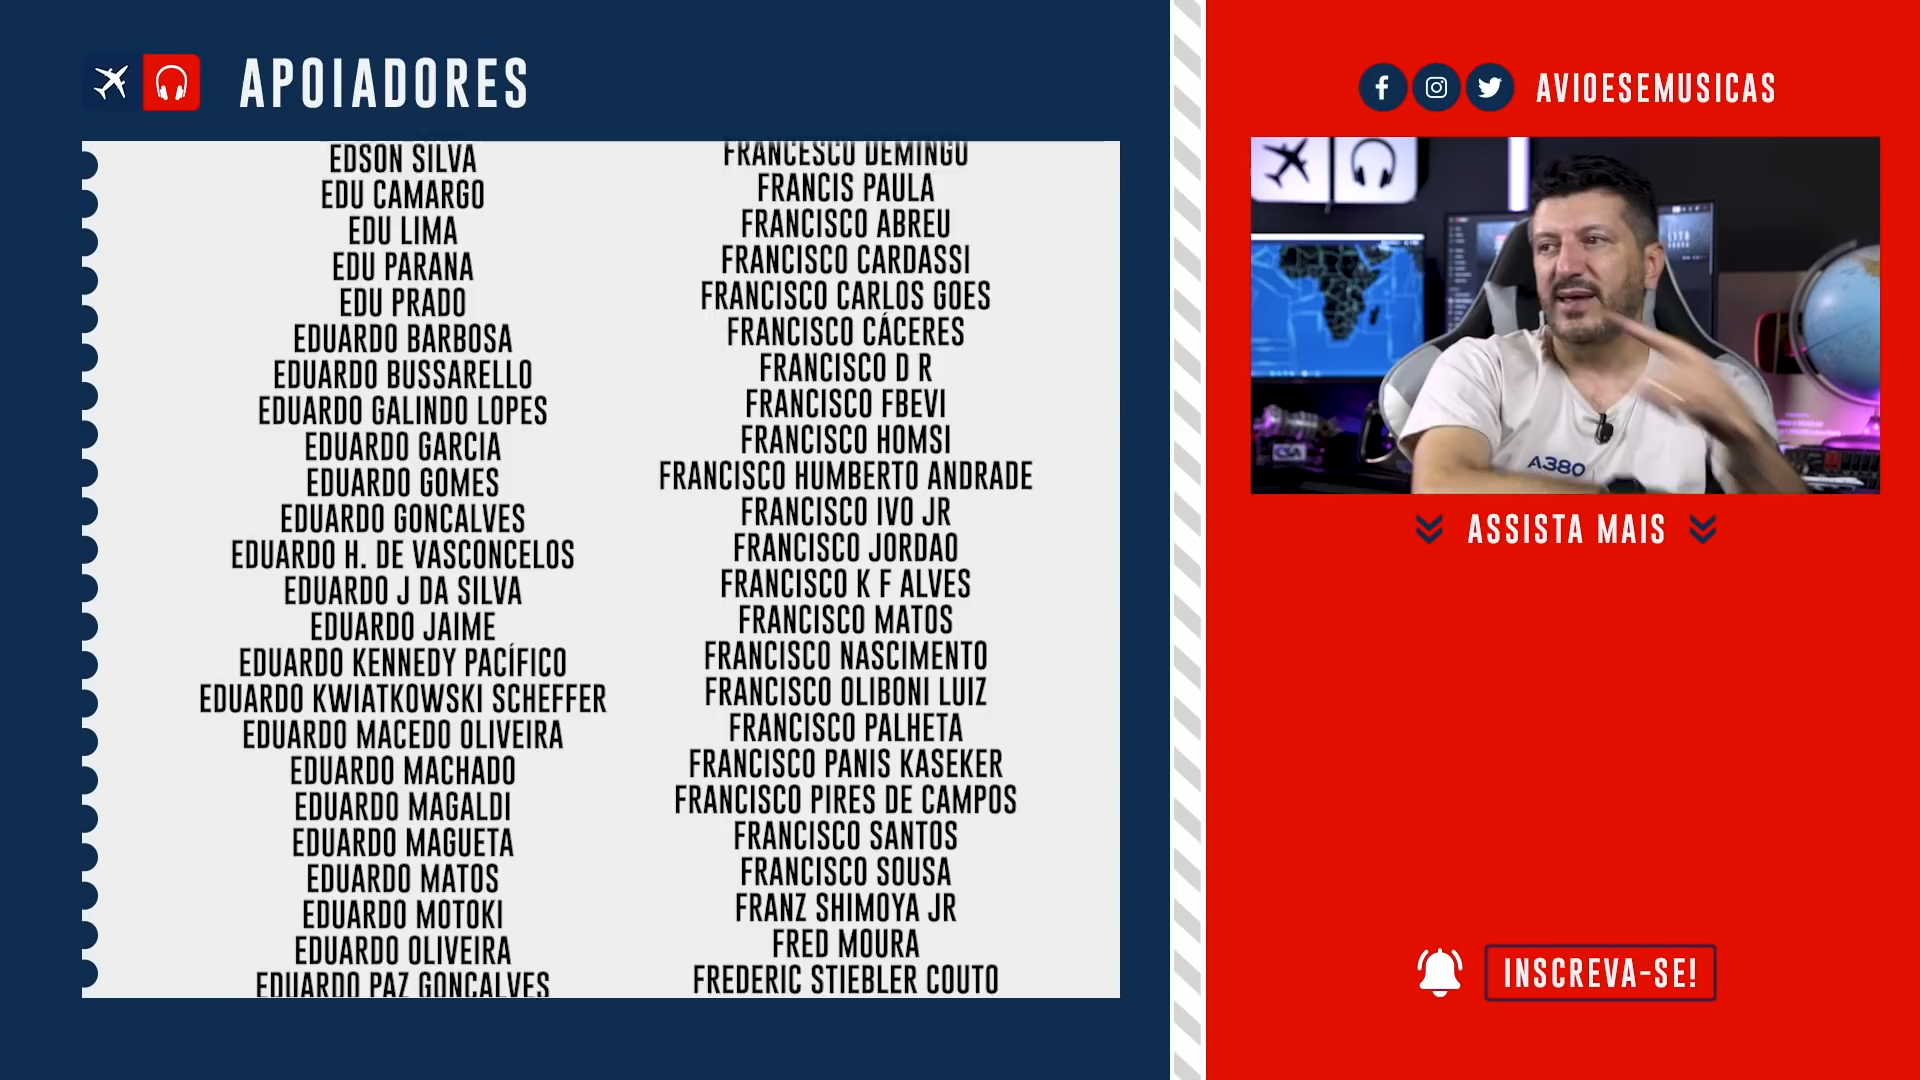 APOIADORES
EDSON SILVA
EDU CAMARGO
EDU LIMA
EDU PARANA
EDU PRADO
EDUARDO BARBOSA
EDUARDO BUSSARELLO
EDUARDO GALINDO LOPES
EDUARDO GARCIA
EDUARDO GOMES
EDUARDO GONCALVES
EDUARDO H. DE VASCONCELOS
EDUARDO J DA SILVA
EDUARDO JAIME
EDUARDO KENNEDY PACÍFICO
EDUARDO KWIATKOWSKI SCHEFFER
EDUARDO MACEDO OLIVEIRA
EDUARDO MACHADO
EDUARDO MAGALDI
EDUARDO MAGUETA
EDUARDO MATOS
EDUARDO MOTOKI
EDUARDO OLIVEIRA
EDUARDO PAZ GONCALVES
FRANCESCO DEMINGO
FRANCIS PAULA
FRANCISCO ABREU
FRANCISCO CARDASSI
FRANCISCO CARLOS GOES
FRANCISCO CÁCERES
FRANCISCO D R
FRANCISCO FBEVI
FRANCISCO HOMSI
FRANCISCO HUMBERTO ANDRADE
FRANCISCO IVO JR
FRANCISCO JORDAO
FRANCISCO K F ALVES
FRANCISCO MATOS
FRANCISCO NASCIMENTO
FRANCISCO OLIBONI LUIZ
FRANCISCO PALHETA
FRANCISCO PANIS KASEKER
FRANCISCO PIRES DE CAMPOS
FRANCISCO SANTOS
FRANCISCO SOUSA
FRANZ SHIMOYA JR
FRED MOURA
FREDERIC STIEBLER COUTO
AVIOESEMUSICAS
A380
ASSISTA MAIS
INSCREVA-SE!